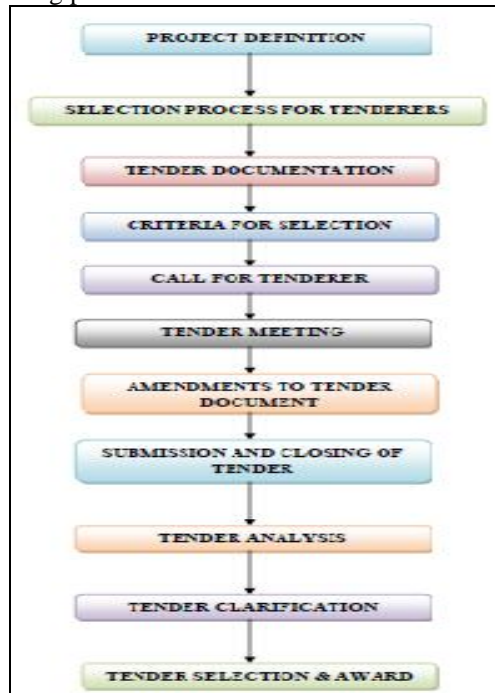 PROJECT DEFINITION
SELECTION PROCESS FOR TENDERERS
TENDER DOCUMENTATION
CRITERIA FOR SELECTION
CALL FOR TENDERER
TENDER MEETING
AMENDMENTS TO TENDER
DOCUMENT
SUBMISSION AND CLOSING OF
TENDER
TENDER ANALYSIS
TENDER CLARIFICATION
TENDER SELECTION & AWARD